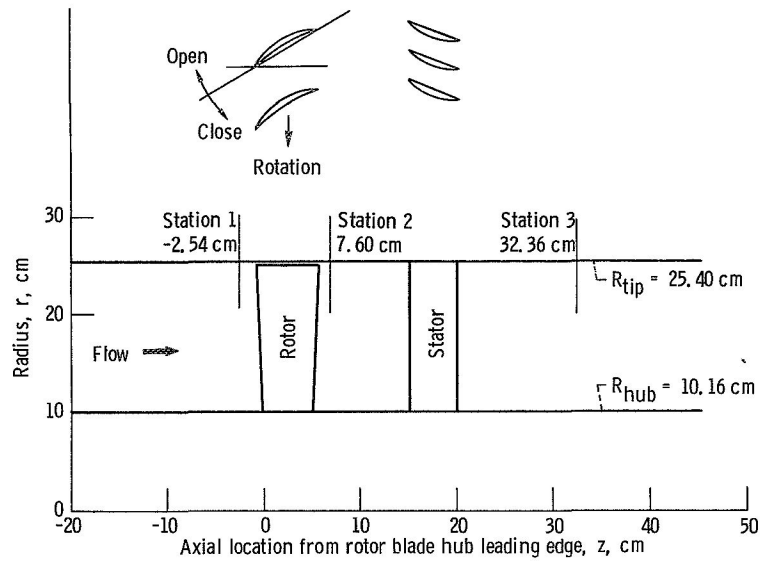 Open
Close
Rotation
Station 1
-2.54 cm
Station 2
7.60 cm
Station 3
32.36 cm
R_tip = 25.40 cm
R_hub = 10.16 cm
Flow
Rotor
Stator
Radius, r, cm
30
20
10
0
-20
-10
0
10
20
30
40
50
Axial location from rotor blade hub leading edge, z, cm